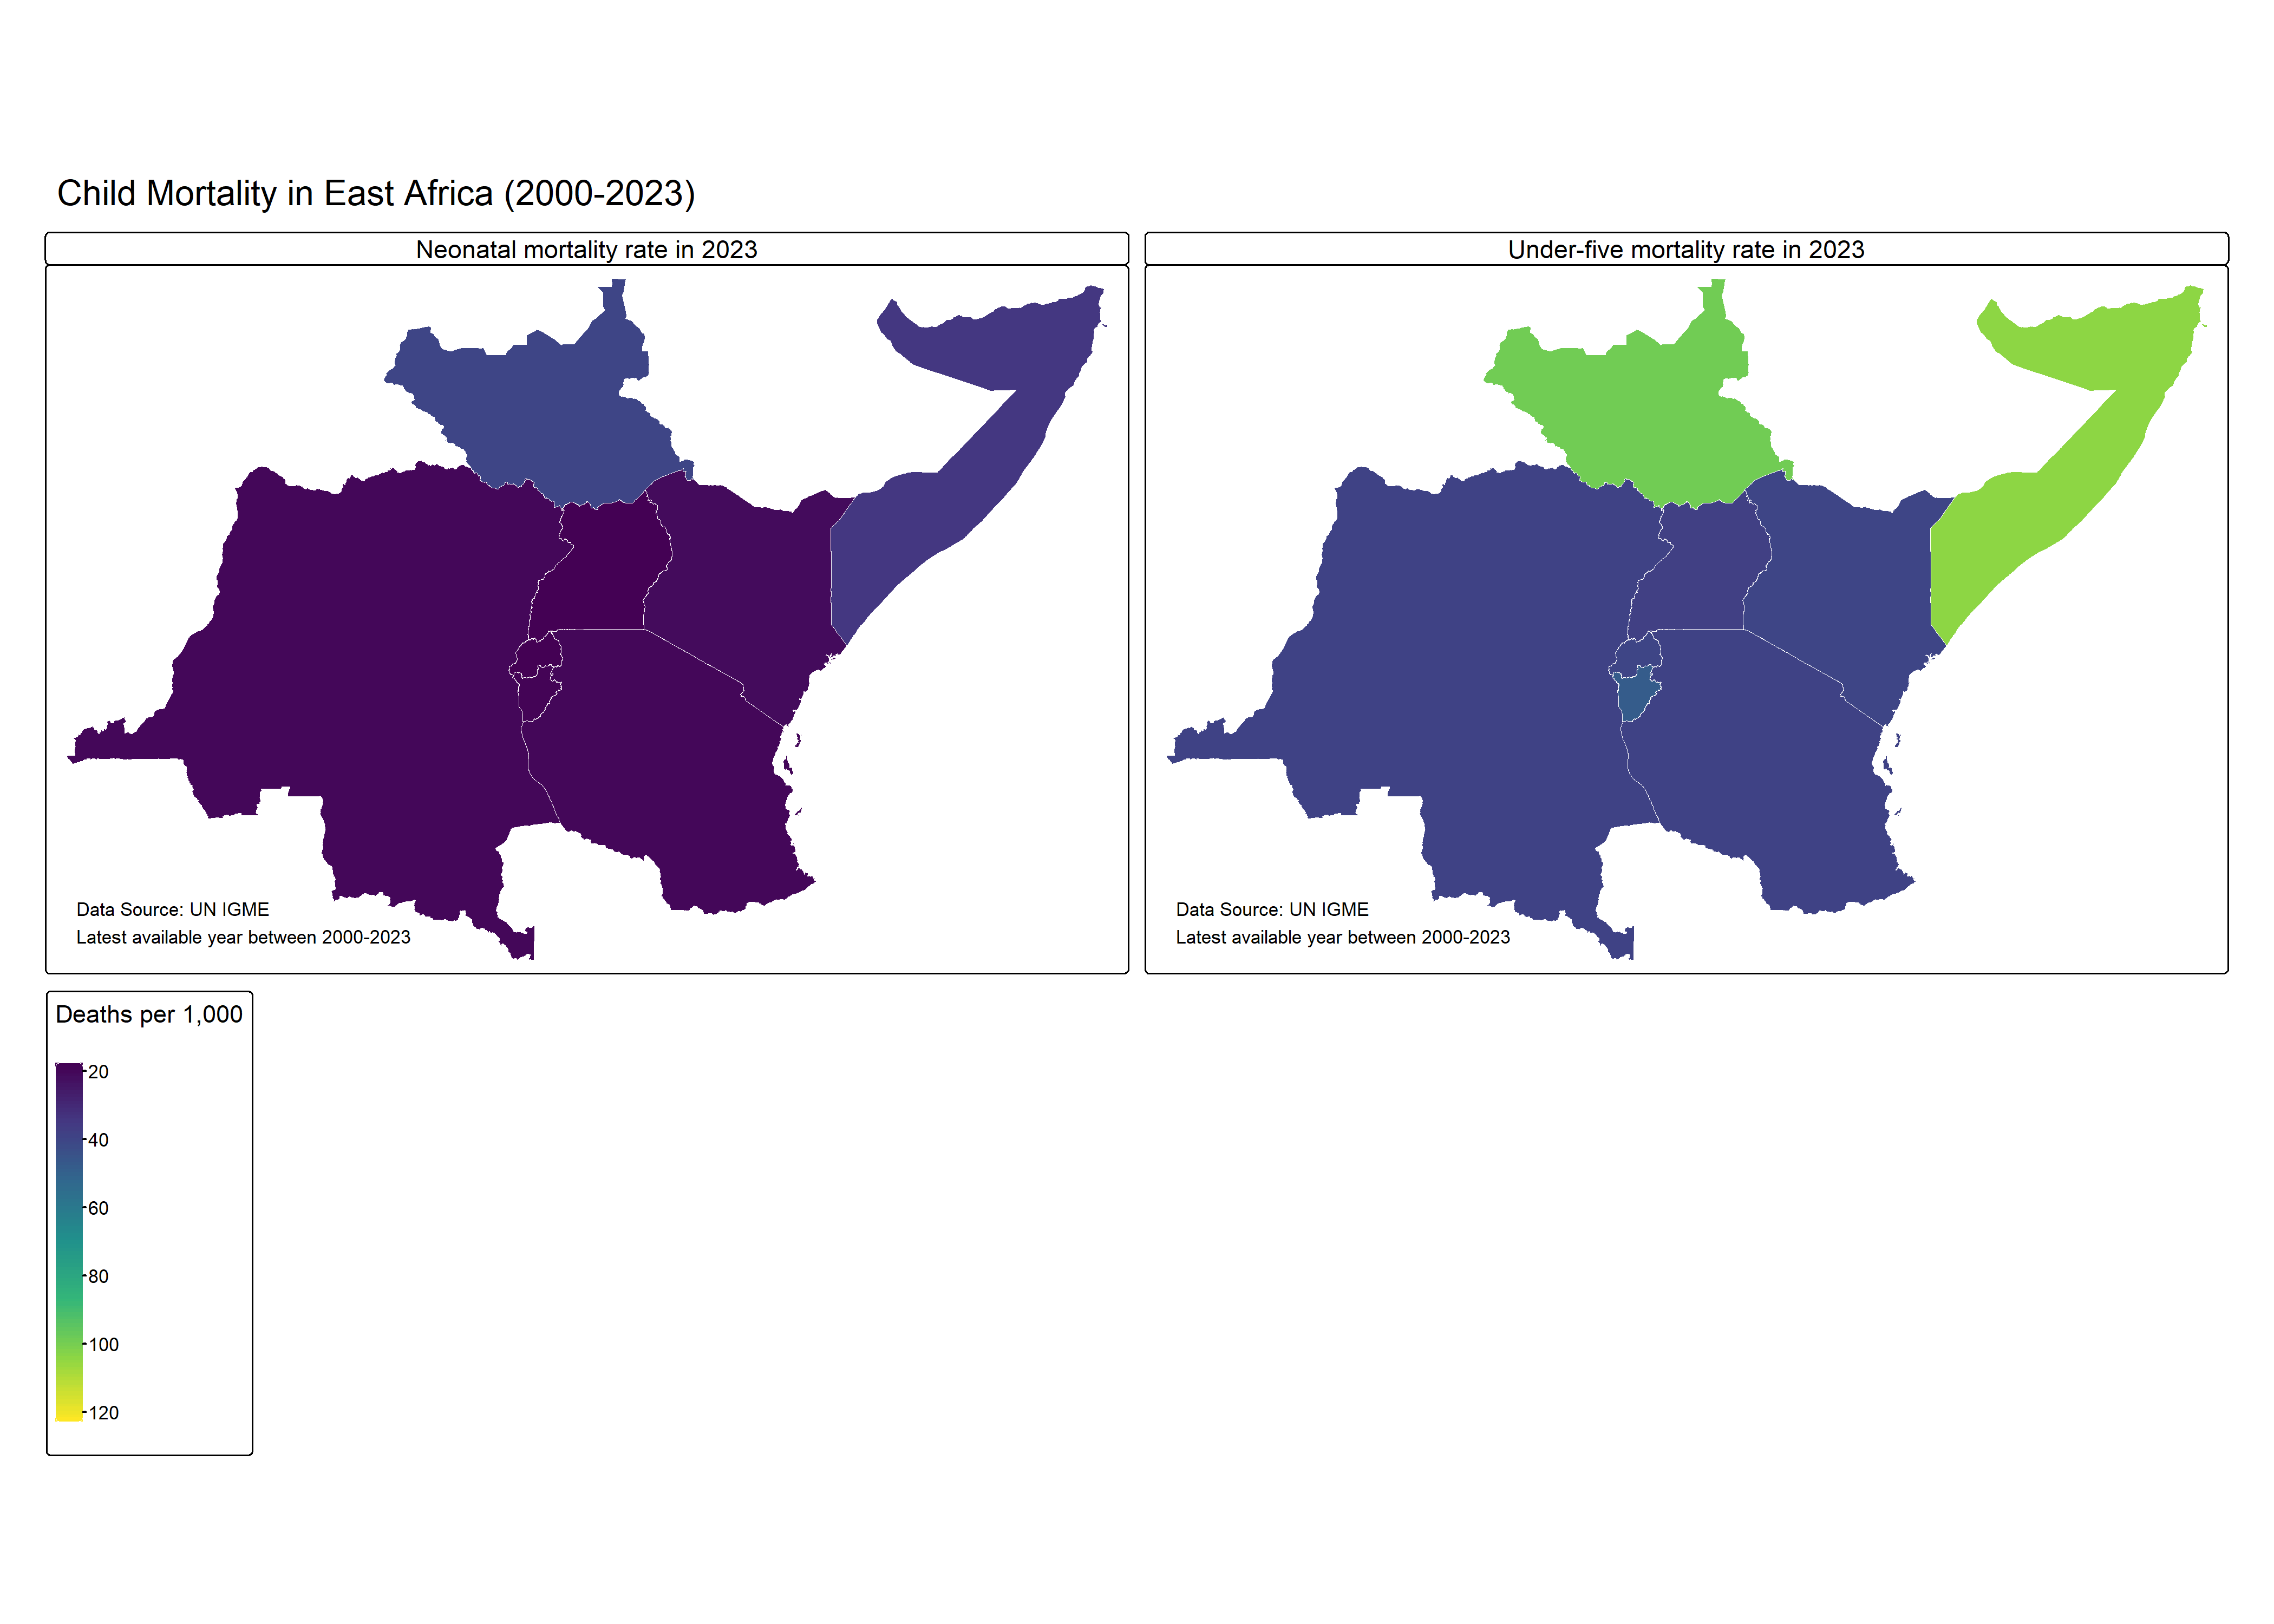 Child Mortality in East Africa (2000-2023)
Neonatal mortality rate in 2023
Under-five mortality rate in 2023
Data Source: UN IGME
Latest available year between 2000-2023
Data Source: UN IGME
Latest available year between 2000-2023
Deaths per 1,000
20
40
60
80
100
120